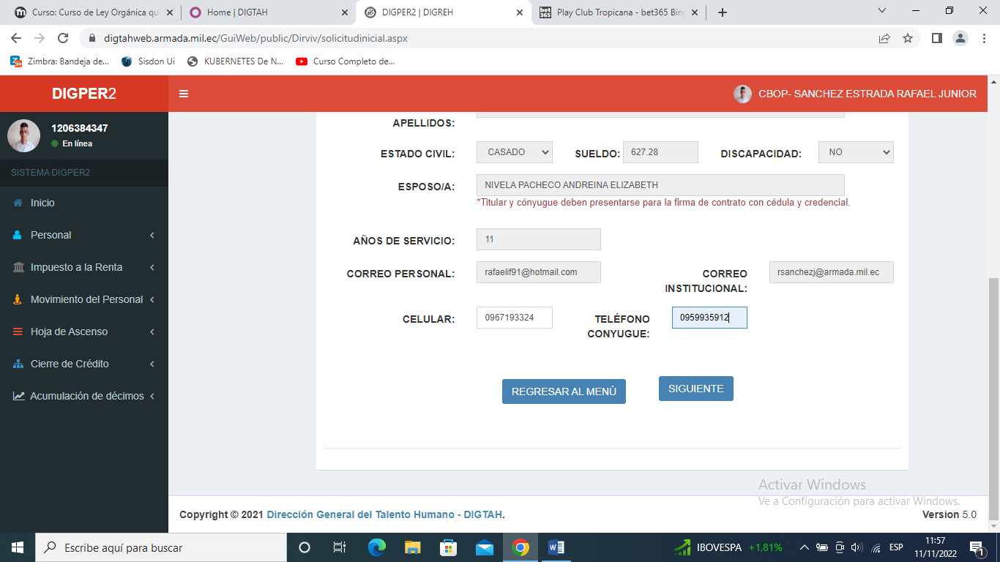 Curso: Curso de Ley Orgánica qu
Home | DIGTAH
DIGPER2 | DIGREH
bet365
Play Club Tropicana - bet365 Bin
digtahweb.armada.mil.ec/GuiWeb/public/Dirviv/solicitudinicial.aspx
Zimbra: Bandeja de...
Sisdon Ui
KUBERNETES De N...
Curso Completo de...
DIGPER2
CBOP- SANCHEZ ESTRADA RAFAEL JUNIOR
1206384347
En línea
SISTEMA DIGPER2
Inicio
Personal
Impuesto a la Renta
Movimiento del Personal
Hoja de Ascenso
Cierre de Crédito
Acumulación de décimos
APELLIDOS:
ESTADO CIVIL: CASADO SUELDO: 627.28 DISCAPACIDAD: NO
ESPOSO/A: NIVELA PACHECO ANDREINA ELIZABETH
*Titular y cónyugue deben presentarse para la firma de contrato con cédula y credencial.
AÑOS DE SERVICIO: 11
CORREO PERSONAL: rafaelif91@hotmail.com
CORREO INSTITUCIONAL: rsanchezj@armada.mil.ec
CELULAR: 0967193324
TELÉFONO CONYUGUE: 0959935912
REGRESAR AL MENÙ
SIGUIENTE
Activar Windows
Ve a Configuración para activar Windows.
Copyright © 2021 Dirección General del Talento Humano - DIGTAH.
Version 5.0
Escribe aquí para buscar
IBOVESPA +1,81%
ESP
11:57
11/11/2022
1